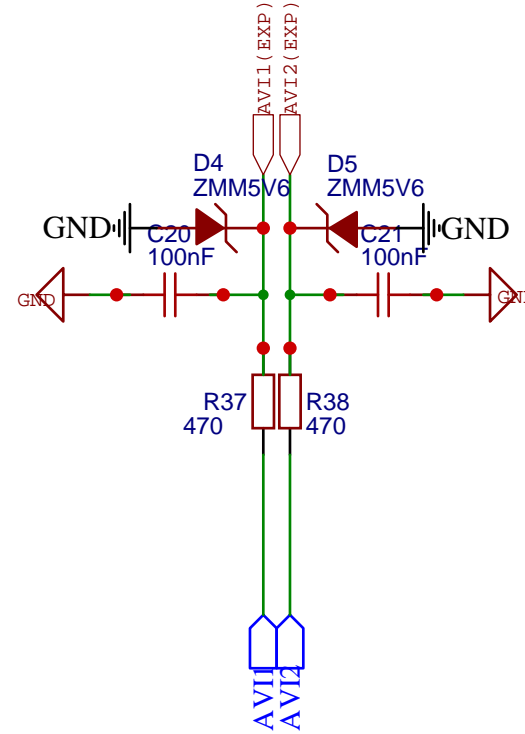 AVI1(EXP)
AVI2(EXP)
D4
ZMM5V6
D5
ZMM5V6
GND
GND
C20
100nF
C21
100nF
GND
GND
R37
470
R38
470
AVI1
AVI2